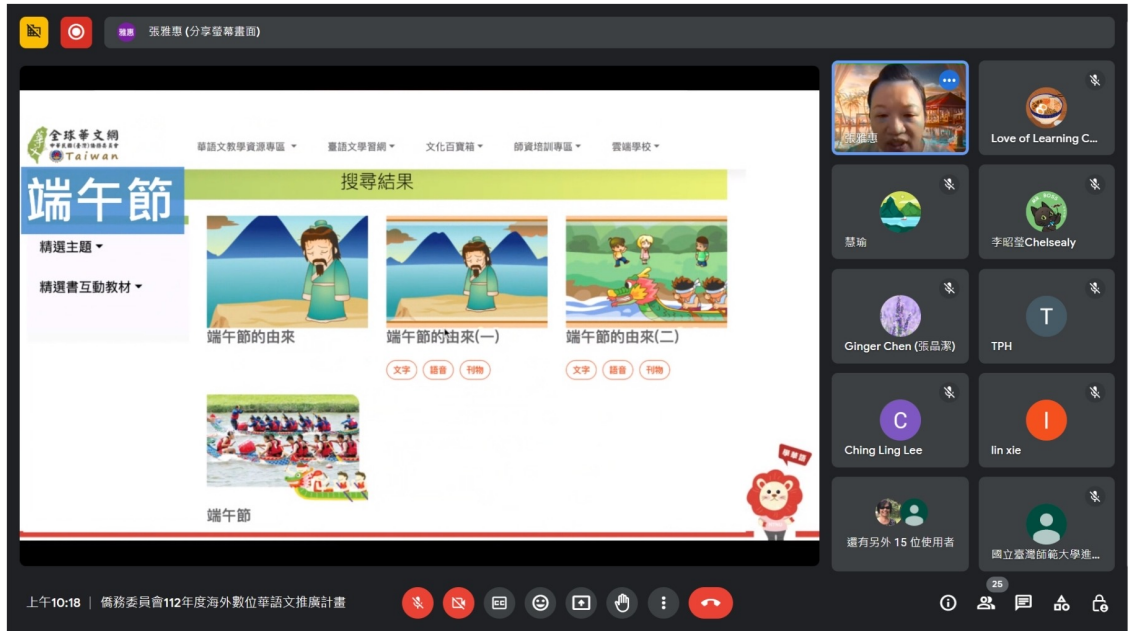 雅惠 張雅惠 (分享螢幕畫面)
全球華文網
Taiwan
華語文教學資源專區 臺語文學習網 文化百寶箱 師資培訓專區 雲端學校
端午節
搜尋結果
精選主題
精選書互動教材
端午節的由來
端午節的由來(一)
文字 語音 刊物
端午節的由來(二)
文字 語音 刊物
端午節
學華語
張雅惠
Love of Learning C...
慧瑜
李昭瑩Chelsealy
Ginger Chen (張晶潔)
T
TPH
C
Ching Ling Lee
I
lin xie
還有另外 15 位使用者
國立臺灣師範大學進...
上午10:18 | 僑務委員會112年度海外數位華語文推廣計畫
25